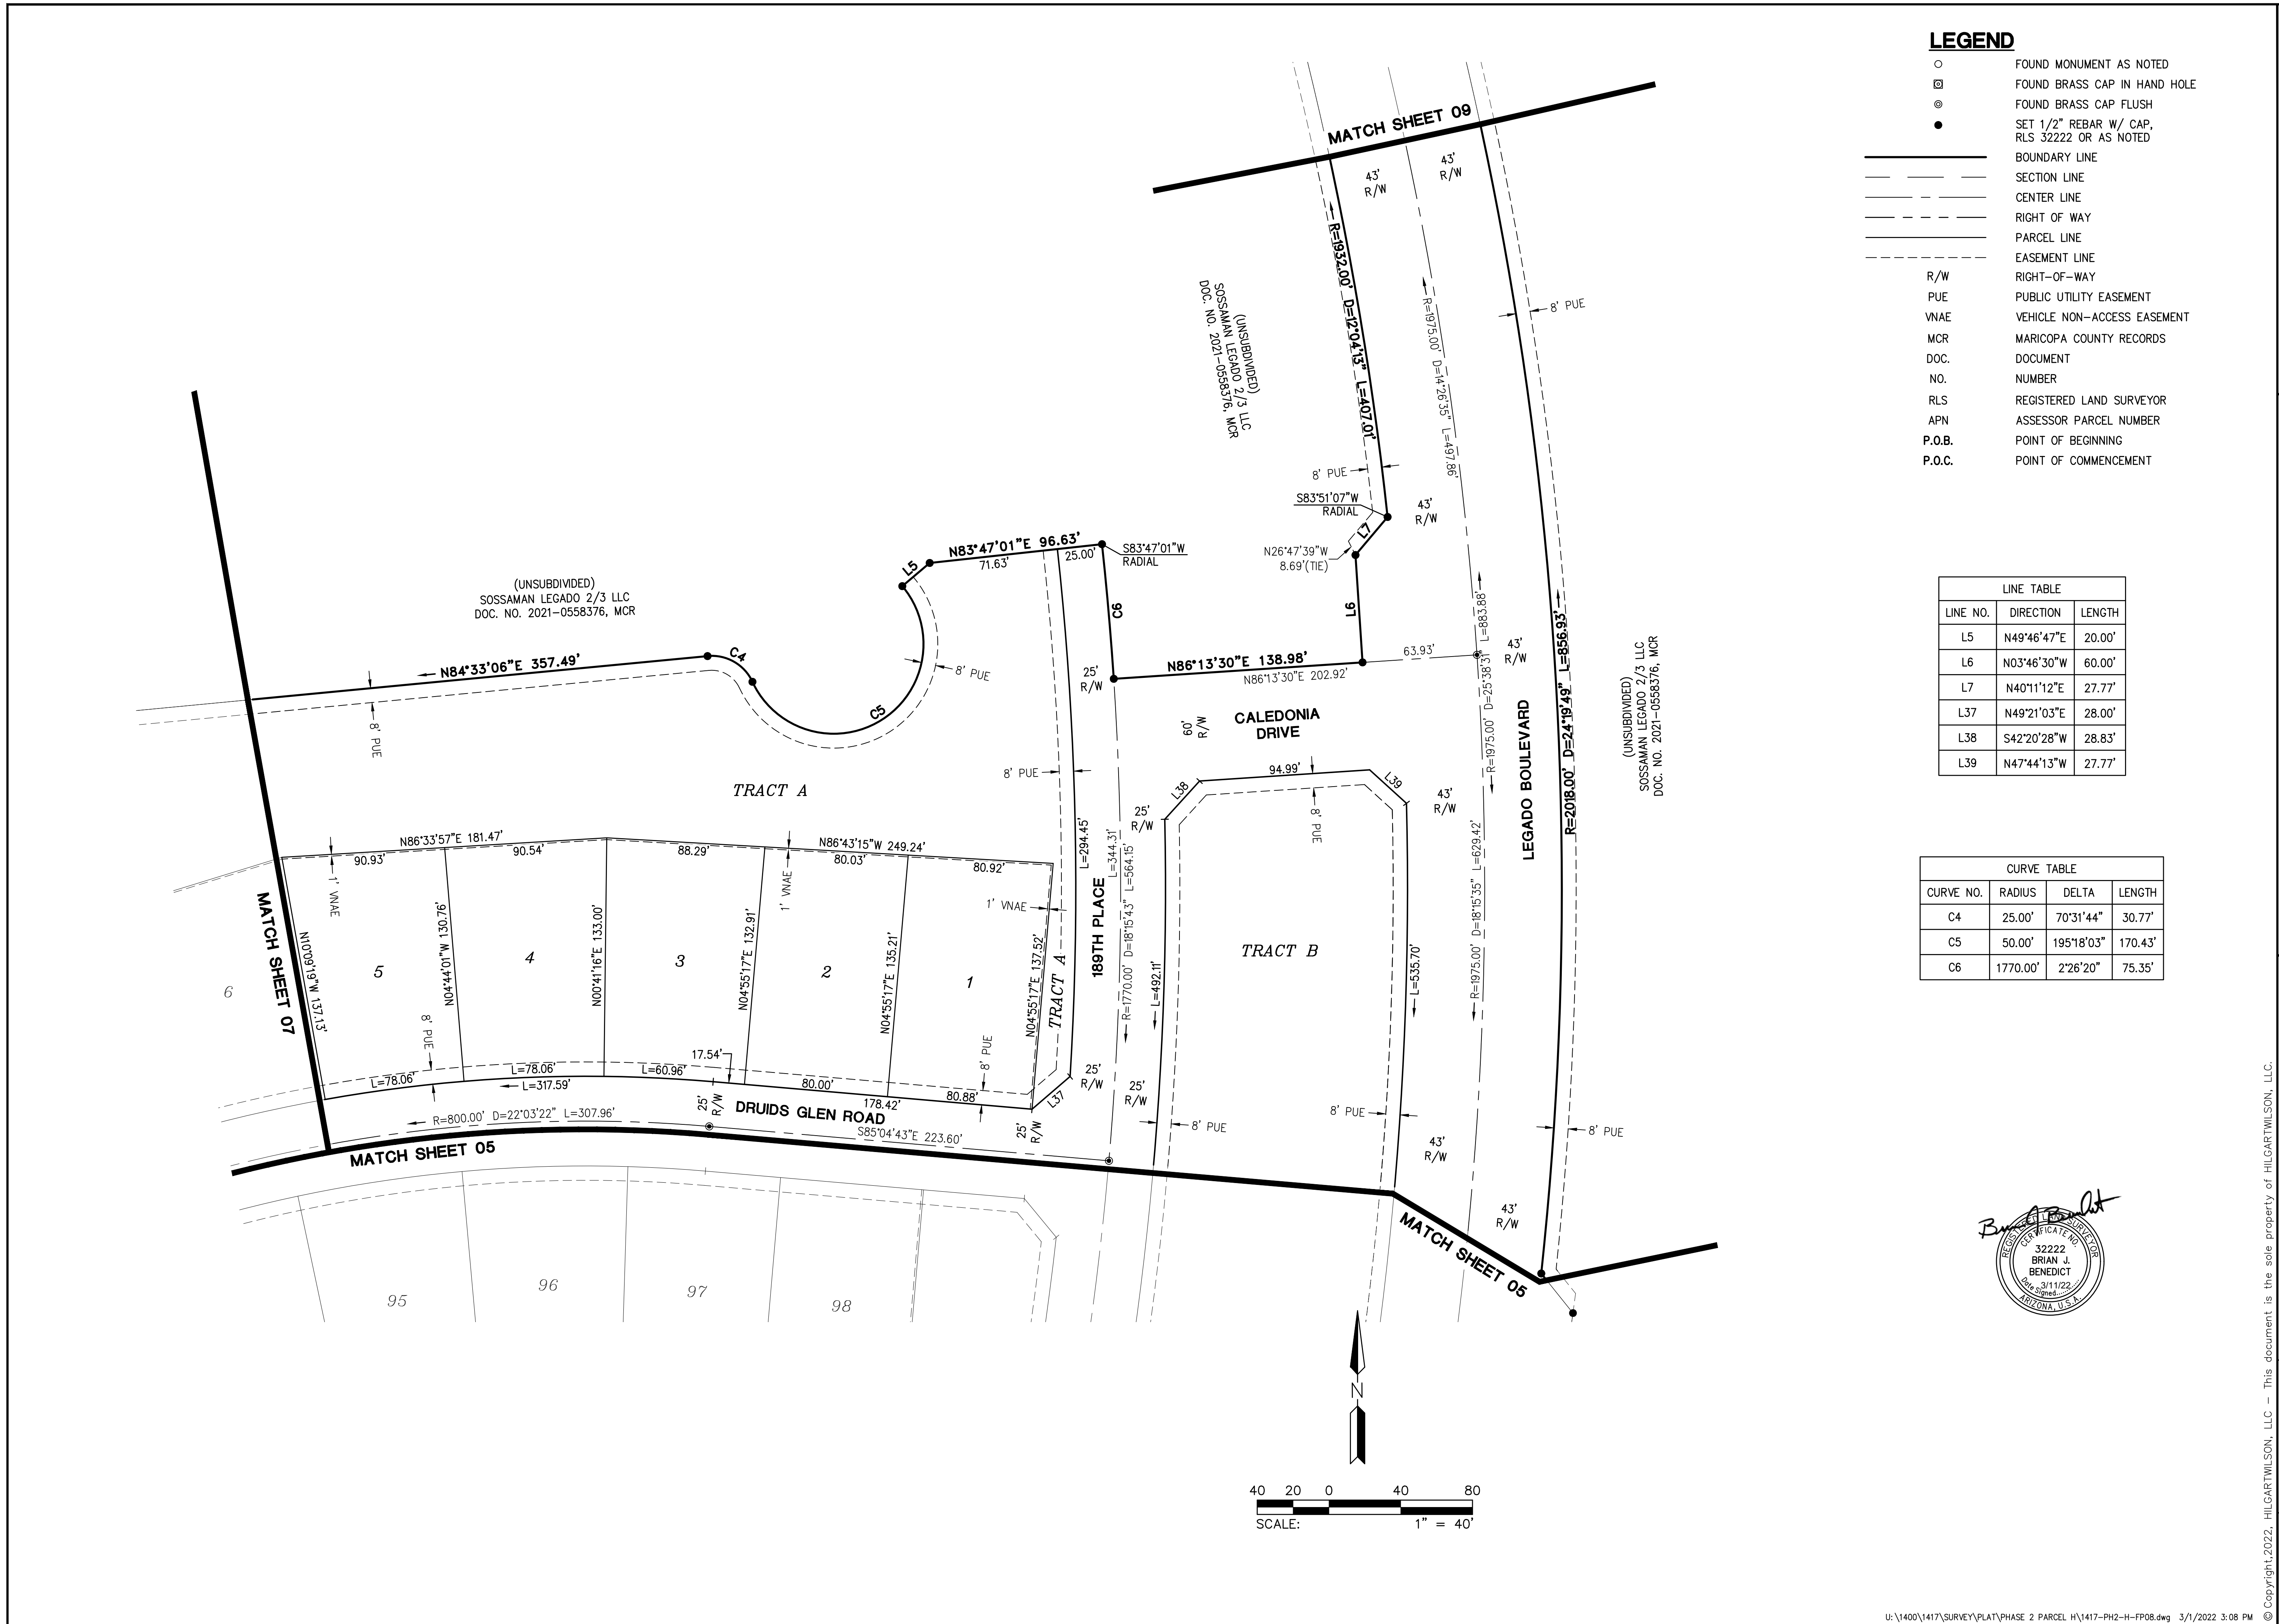 LEGEND
FOUND MONUMENT AS NOTED
FOUND BRASS CAP IN HAND HOLE
FOUND BRASS CAP FLUSH
SET 1/2" REBAR W/ CAP,
RLS 32222 OR AS NOTED
BOUNDARY LINE
SECTION LINE
CENTER LINE
RIGHT OF WAY
PARCEL LINE
EASEMENT LINE
R/W RIGHT-OF-WAY
PUE PUBLIC UTILITY EASEMENT
VNAE VEHICLE NON-ACCESS EASEMENT
MCR MARICOPA COUNTY RECORDS
DOC. DOCUMENT
NO. NUMBER
RLS REGISTERED LAND SURVEYOR
APN ASSESSOR PARCEL NUMBER
P.O.B. POINT OF BEGINNING
P.O.C. POINT OF COMMENCEMENT
LINE TABLE
LINE NO. DIRECTION LENGTH
L5 N49°46'47"E 20.00'
L6 N03°46'30"W 60.00'
L7 N40°11'12"E 27.77'
L37 N49°21'03"E 28.00'
L38 S42°20'28"W 28.83'
L39 N47°44'13"W 27.77'
CURVE TABLE
CURVE NO. RADIUS DELTA LENGTH
C4 25.00' 70°31'44" 30.77'
C5 50.00' 195°18'03" 170.43'
C6 1770.00' 2°26'20" 75.35'
MATCH SHEET 09
43'
R/W
43'
R/W
R=1932.00' D=12°04'13" L=407.01'
R=1975.00' D=14°26'35" L=497.86'
8' PUE
(UNSUBDIVIDED)
SOSSAMAN LEGADO 2/3 LLC
DOC. NO. 2021-0558376, MCR
8' PUE
S83°51'07"W
RADIAL
43'
R/W
L7
N26°47'39"W
8.69'(TIE)
N83°47'01"E 96.63'
71.63'
25.00'
S83°47'01"W
RADIAL
L5
(UNSUBDIVIDED)
SOSSAMAN LEGADO 2/3 LLC
DOC. NO. 2021-0558376, MCR
C6
L6
R=1975.00' D=25°38'31" L=883.88'
43'
R/W
R=2018.00' D=24°19'49" L=856.93'
(UNSUBDIVIDED)
SOSSAMAN LEGADO 2/3 LLC
DOC. NO. 2021-0558376, MCR
C4
N84°33'06"E 357.49'
8' PUE
C5
8' PUE
25'
R/W
N86°13'30"E 138.98'
N86°13'30"E 202.92'
63.93'
60'
R/W
CALEDONIA
DRIVE
LEGADO BOULEVARD
8' PUE
94.99'
L38
L39
8' PUE
25'
R/W
43'
R/W
TRACT A
N86°33'57"E 181.47'
90.93'
90.54'
88.29'
N86°43'15"W 249.24'
80.03'
80.92'
1' VNAE
1' VNAE
1' VNAE
L=294.45'
L=344.31'
R=1770.00' D=18°15'43" L=564.15'
189TH PLACE
R=1975.00' D=18°15'35" L=629.42'
MATCH SHEET 07
N10°09'19"W 137.13'
N04°44'01"W 130.76'
N00°41'16"E 133.00'
N04°55'17"E 132.91'
N04°55'17"E 135.21'
N04°55'17"E 137.52'
TRACT A
6
5
4
3
2
1
TRACT B
L=492.11'
L=535.70'
8' PUE
8' PUE
L=78.06'
L=78.06'
L=317.59'
L=60.96'
17.54'
80.00'
178.42'
80.88'
L37
25'
R/W
25'
R/W
25'
R/W
DRUIDS GLEN ROAD
25'
R/W
R=800.00' D=22°03'22" L=307.96'
S85°04'43"E 223.60'
8' PUE
8' PUE
8' PUE
43'
R/W
43'
R/W
MATCH SHEET 05
MATCH SHEET 05
95
96
97
98
N
40 20 0 40 80
SCALE: 1" = 40'
REGISTERED LAND SURVEYOR
CERTIFICATE NO.
32222
BRIAN J.
BENEDICT
3/11/22
Date Signed
ARIZONA, U.S.A.
© Copyright,2022, HILGARTWILSON, LLC - This document is the sole property of HILGARTWILSON, LLC.
U:\1400\1417\SURVEY\PLAT\PHASE 2 PARCEL H\1417-PH2-H-FP08.dwg 3/1/2022 3:08 PM